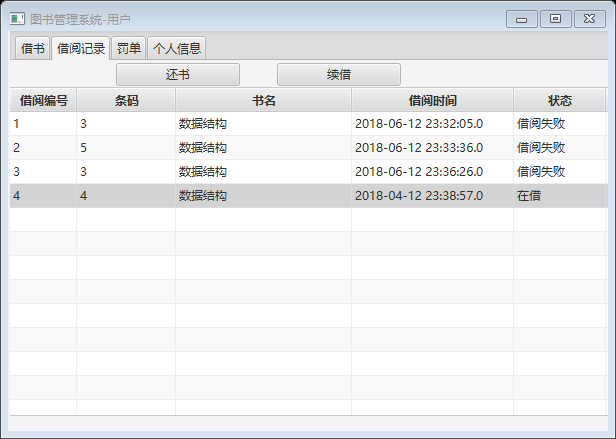 图书管理系统-用户
借书 借阅记录 罚单 个人信息
还书 续借
借阅编号 条码 书名 借阅时间 状态
1 3 数据结构 2018-06-12 23:32:05.0 借阅失败
2 5 数据结构 2018-06-12 23:33:36.0 借阅失败
3 3 数据结构 2018-06-12 23:36:26.0 借阅失败
4 4 数据结构 2018-04-12 23:38:57.0 在借